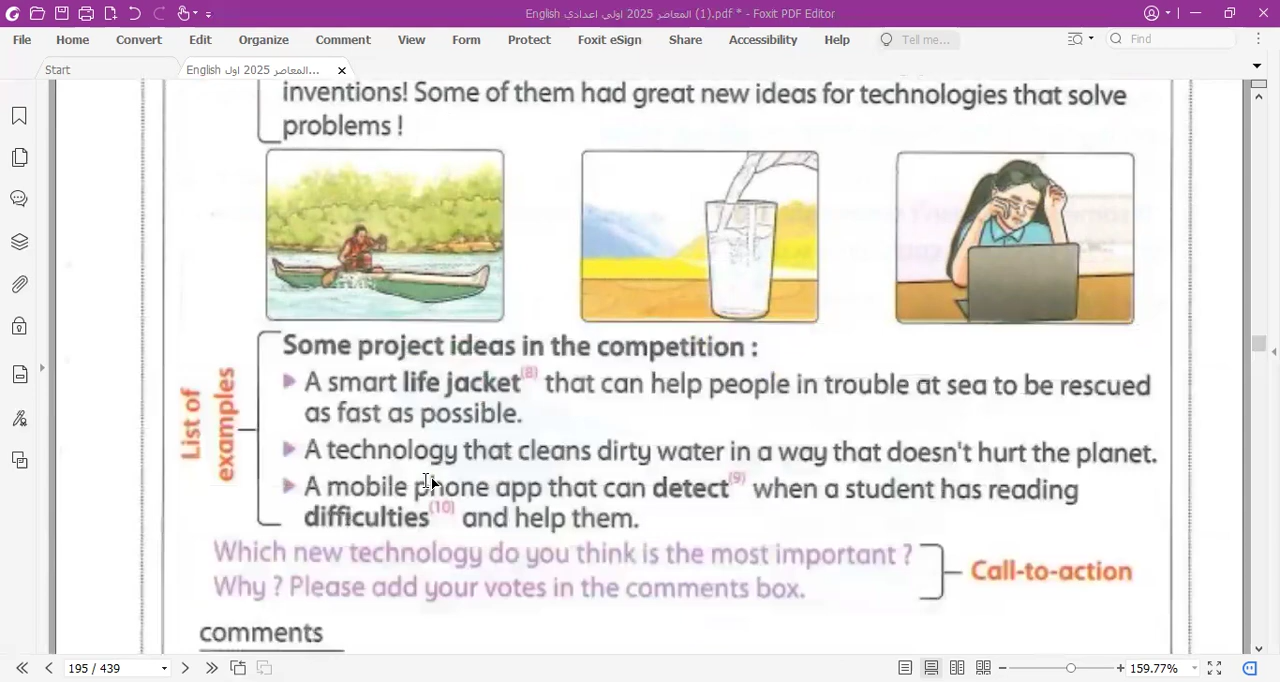 English المعاصر 2025 اولي اعدادي (1).pdf * - Foxit PDF Editor
File Home Convert Edit Organize Comment View Form Protect Foxit eSign Share Accessibility Help Tell me... Find
Start English المعاصر 2025 اول...
inventions! Some of them had great new ideas for technologies that solve
problems !
Some project ideas in the competition :
A smart life jacket(8) that can help people in trouble at sea to be rescued
as fast as possible.
A technology that cleans dirty water in a way that doesn't hurt the planet.
A mobile phone app that can detect(9) when a student has reading
difficulties(10) and help them.
List of
examples
Which new technology do you think is the most important ?
Why ? Please add your votes in the comments box.
Call-to-action
comments
195 / 439 159.77%